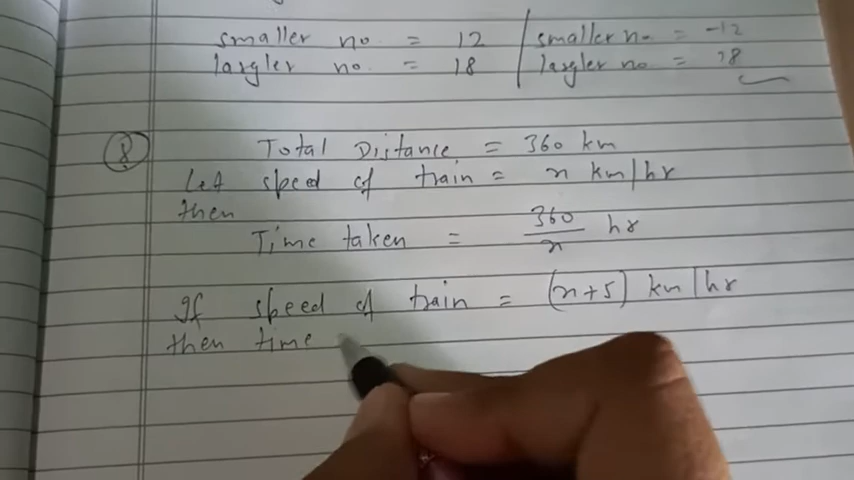 smaller no = 12 | smaller no = -12
largler no. = 18 | largler no = 18
8 Total Distance = 360 km
Let speed of train = x km/hr
then
Time taken = 360/x hr
If speed of train = (x+5) km/hr
then time